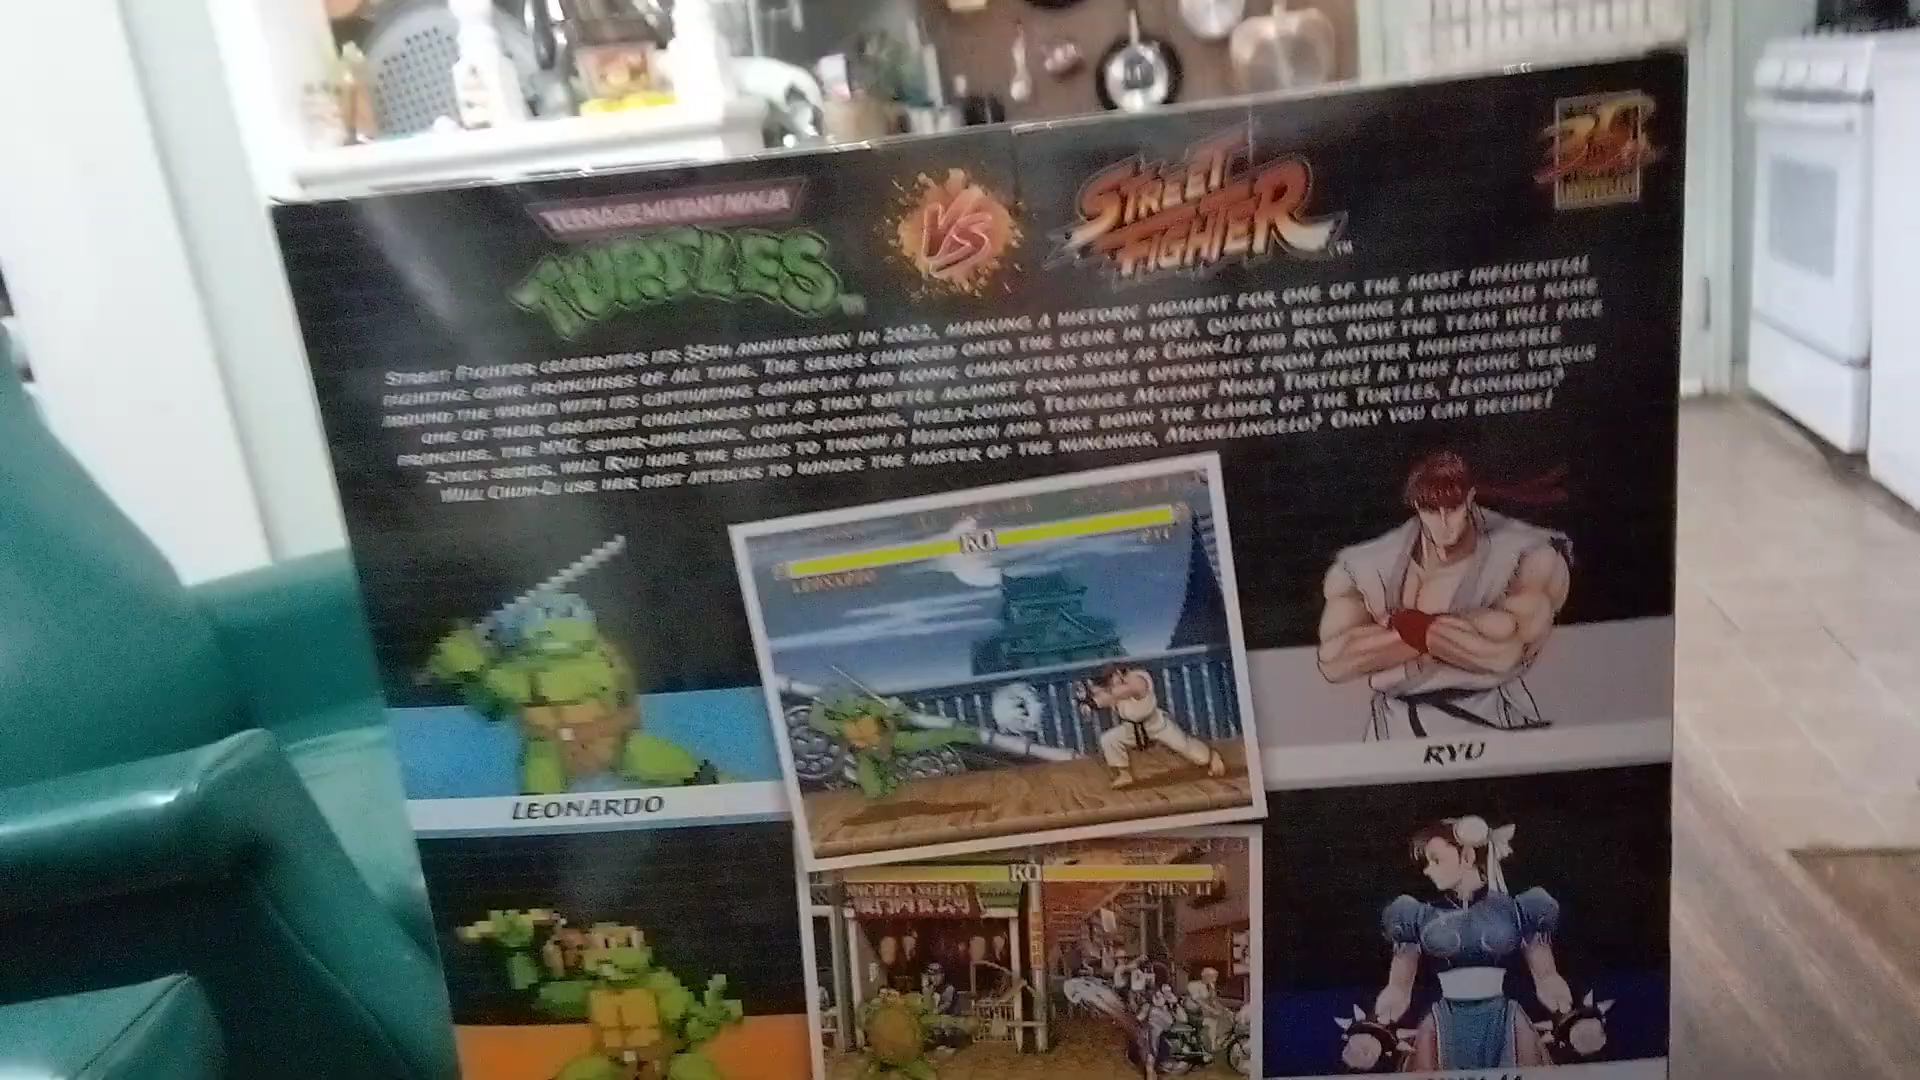 TEENAGE MUTANT NINJA
TURTLES
VS
STREET
FIGHTER™
STREET FIGHTER CELEBRATES ITS 35TH ANNIVERSARY IN 2022, MARKING A HISTORIC MOMENT FOR ONE OF THE MOST INFLUENTIAL
FIGHTING GAME FRANCHISES OF ALL TIME. THE SERIES CHARGED ONTO THE SCENE IN 1987, QUICKLY BECOMING A HOUSEHOLD NAME
AROUND THE WORLD WITH ITS CAPTIVATING GAMEPLAY AND ICONIC CHARACTERS SUCH AS CHUN-LI AND RYU. NOW THE TEAM WILL FACE
ONE OF THEIR GREATEST CHALLENGES YET AS THEY BATTLE AGAINST FORMIDABLE OPPONENTS FROM ANOTHER INDISPENSABLE
FRANCHISE, THE NYC SEWER-DWELLING, CRIME-FIGHTING, PIZZA-LOVING TEENAGE MUTANT NINJA TURTLES! IN THIS ICONIC VERSUS
2-PACK SERIES, WILL RYU HAVE THE SKILLS TO THROW A HADOKEN AND TAKE DOWN THE LEADER OF THE TURTLES, LEONARDO?
WILL CHUN-LI USE HER FAST ATTACKS TO HANDLE THE MASTER OF THE NUNCHUKS, MICHELANGELO? ONLY YOU CAN DECIDE!
KO
LEONARDO
RYU
RYU
LEONARDO
KO
MICHELANGELO
CHUN LI